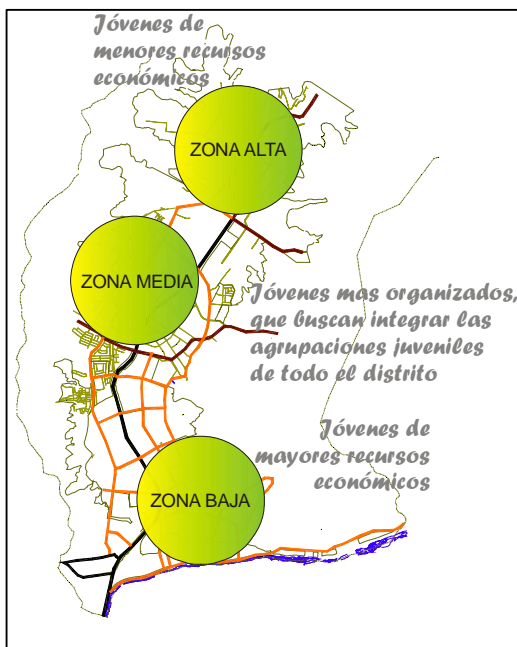 Jóvenes de
menores recursos
económicos
ZONA ALTA
ZONA MEDIA
Jóvenes mas organizados,
que buscan integrar las
agrupaciones juveniles
de todo el distrito
Jóvenes de
mayores recursos
económicos
ZONA BAJA